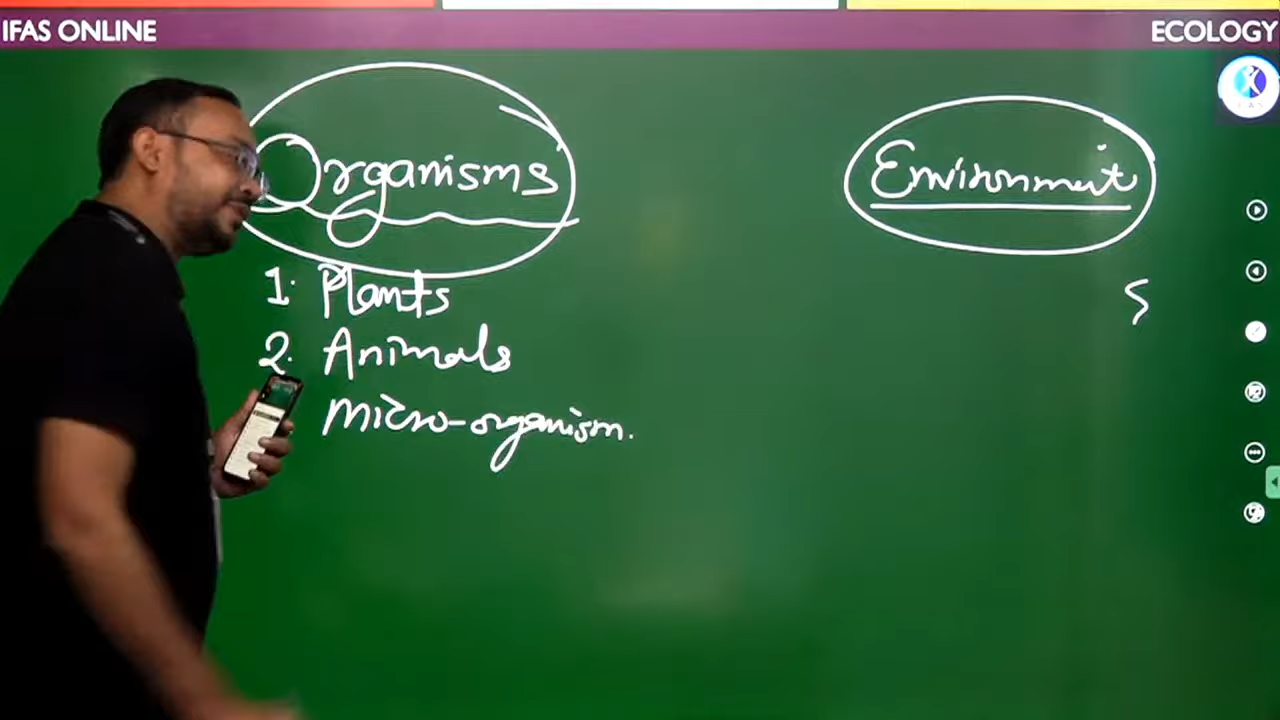 IFAS ONLINE
ECOLOGY
Organisms
Environment
1. Plants
2. Animals
micro-organism.
S